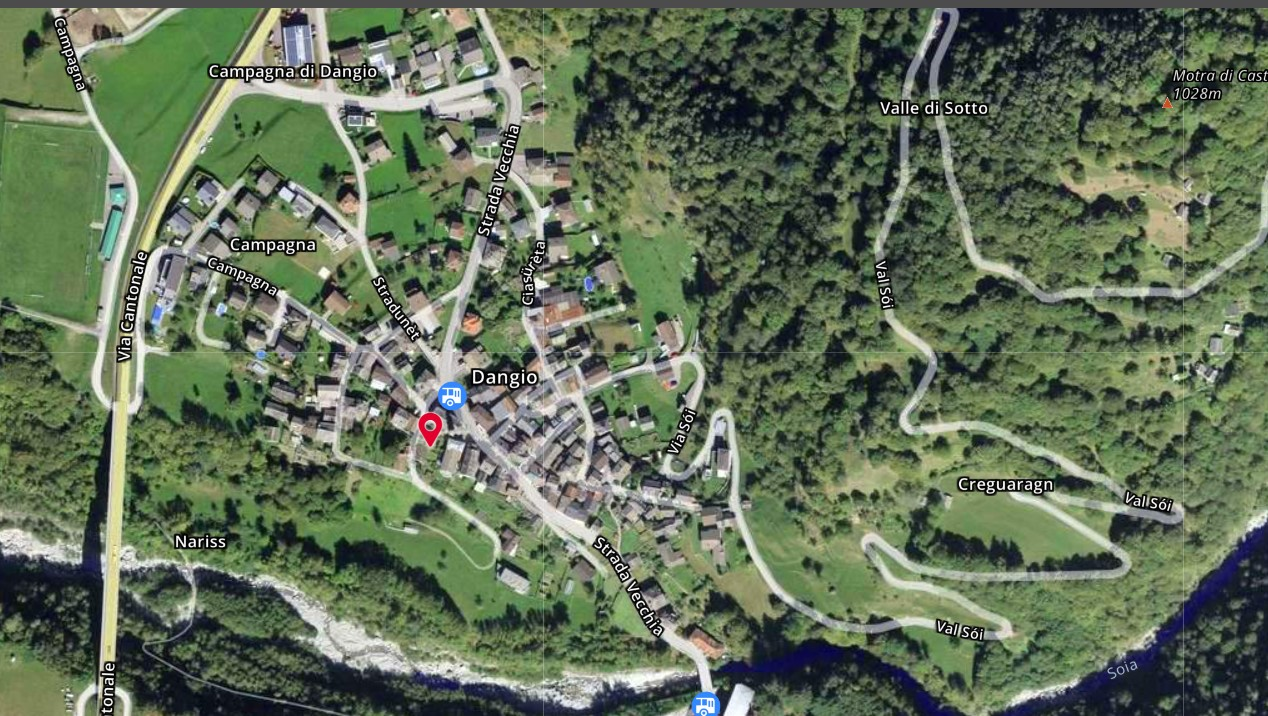 Campagna
Campagna di Dangio
Motra di Cast
1028m
Valle di Sotto
Strada Vecchia
Campagna
Campagna
Ciasürèta
Val Sói
Via Cantonale
Stradunèt
Dangio
Via Sói
Creguaragn
Val Sói
Nariss
Strada Vecchia
Val Sói
Soia
tonale